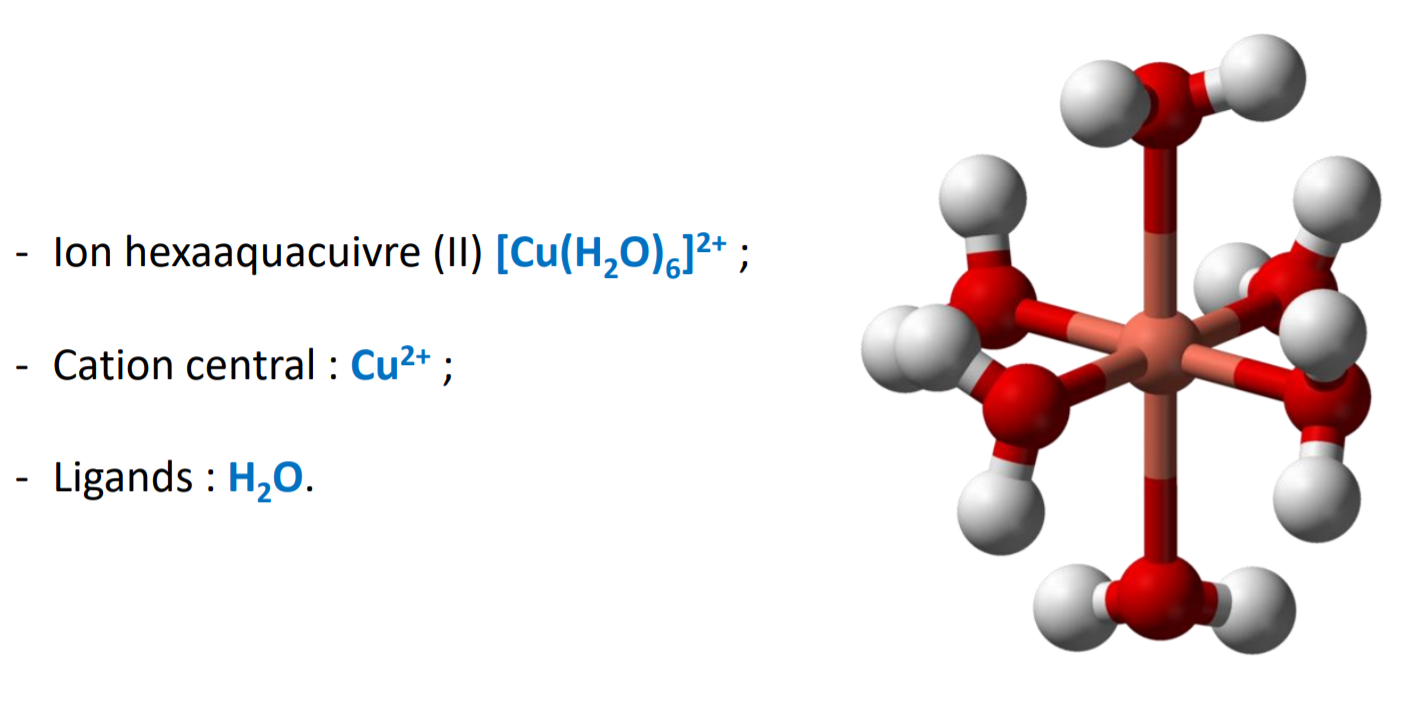 - Ion hexaaquacuivre (II) [Cu(H₂O)₆]²⁺ ;
- Cation central : Cu²⁺ ;
- Ligands : H₂O.